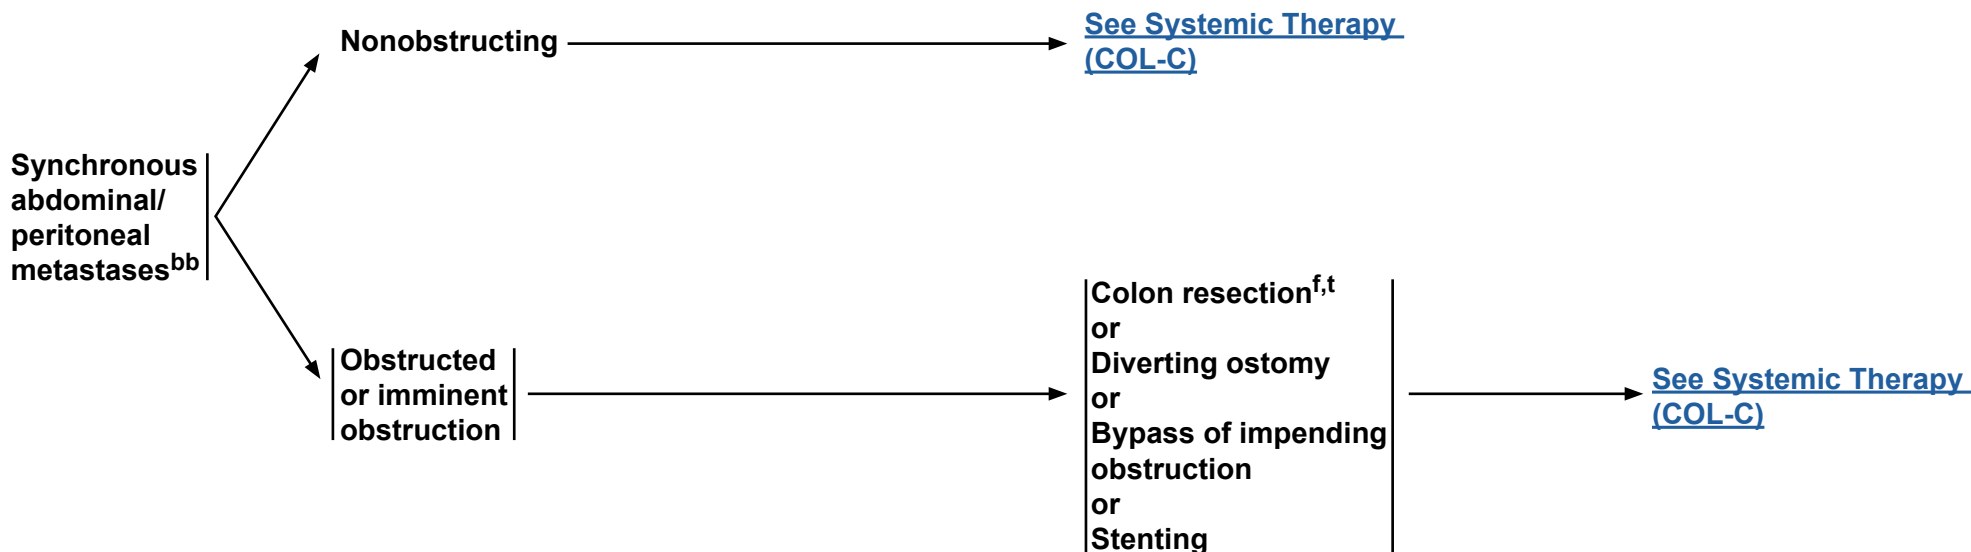 Nonobstructing
See Systemic Therapy
(COL-C)
Synchronous
abdominal/
peritoneal
metastasesbb
Obstructed
or imminent
obstruction
Colon resectionf,t
or
Diverting ostomy
or
Bypass of impending
obstruction
or
Stenting
See Systemic Therapy
(COL-C)